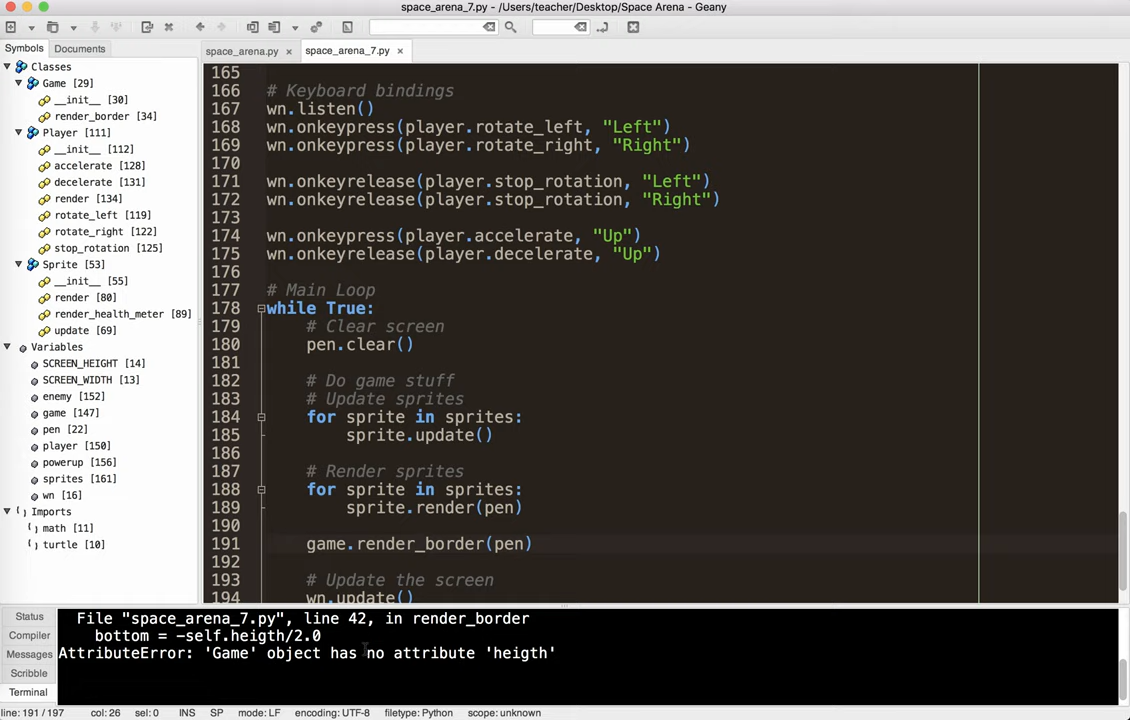 space_arena_7.py - /Users/teacher/Desktop/Space Arena - Geany
Symbols Documents
space_arena.py space_arena_7.py
Classes
Game [29]
__init__ [30]
render_border [34]
Player [111]
__init__ [112]
accelerate [128]
decelerate [131]
render [134]
rotate_left [119]
rotate_right [122]
stop_rotation [125]
Sprite [53]
__init__ [55]
render [80]
render_health_meter [89]
update [69]
Variables
SCREEN_HEIGHT [14]
SCREEN_WIDTH [13]
enemy [152]
game [147]
pen [22]
player [150]
powerup [156]
sprites [161]
wn [16]
Imports
math [11]
turtle [10]
165
166 # Keyboard bindings
167 wn.listen()
168 wn.onkeypress(player.rotate_left, "Left")
169 wn.onkeypress(player.rotate_right, "Right")
170
171 wn.onkeyrelease(player.stop_rotation, "Left")
172 wn.onkeyrelease(player.stop_rotation, "Right")
173
174 wn.onkeypress(player.accelerate, "Up")
175 wn.onkeyrelease(player.decelerate, "Up")
176
177 # Main Loop
178 while True:
179 # Clear screen
180 pen.clear()
181
182 # Do game stuff
183 # Update sprites
184 for sprite in sprites:
185 sprite.update()
186
187 # Render sprites
188 for sprite in sprites:
189 sprite.render(pen)
190
191 game.render_border(pen)
192
193 # Update the screen
194 wn.update()
Status
Compiler
Messages
Scribble
Terminal
File "space_arena_7.py", line 42, in render_border
bottom = -self.heigth/2.0
AttributeError: 'Game' object has no attribute 'heigth'
line: 191 / 197 col: 26 sel: 0 INS SP mode: LF encoding: UTF-8 filetype: Python scope: unknown